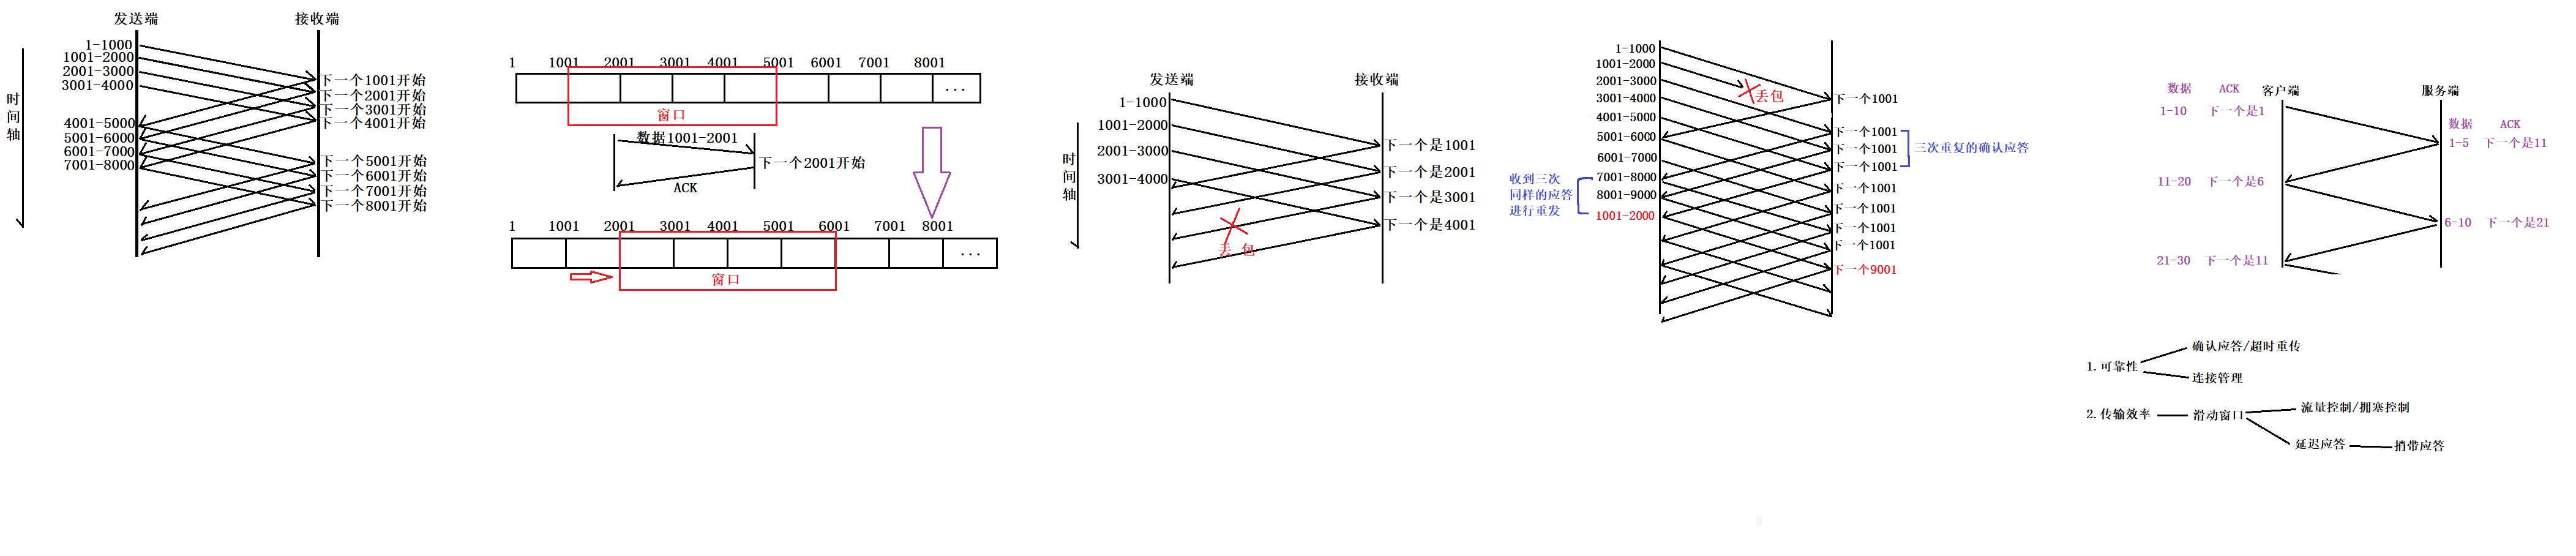 发送端
接收端
时间轴
1-1000
1001-2000
2001-3000
3001-4000
4001-5000
5001-6000
6001-7000
7001-8000
下一个1001开始
下一个2001开始
下一个3001开始
下一个4001开始
下一个5001开始
下一个6001开始
下一个7001开始
下一个8001开始
1 1001 2001 3001 4001 5001 6001 7001 8001
...
窗口
数据1001-2001
下一个2001开始
ACK
1 1001 2001 3001 4001 5001 6001 7001 8001
...
窗口
发送端
接收端
时间轴
1-1000
1001-2000
2001-3000
3001-4000
下一个是1001
下一个是2001
下一个是3001
下一个是4001
丢 包
1-1000
1001-2000
2001-3000
3001-4000
4001-5000
5001-6000
6001-7000
7001-8000
8001-9000
1001-2000
丢包
收到三次
同样的应答
进行重发
下一个1001
下一个1001
下一个1001
下一个1001
下一个1001
下一个1001
下一个1001
下一个1001
下一个9001
三次重复的确认应答
数据 ACK 客户端
服务端
1-10 下一个是1
数据 ACK
1-5 下一个是11
11-20 下一个是6
6-10 下一个是21
21-30 下一个是11
1.可靠性
确认应答/超时重传
连接管理
2.传输效率
滑动窗口
流量控制/拥塞控制
延迟应答
捎带应答